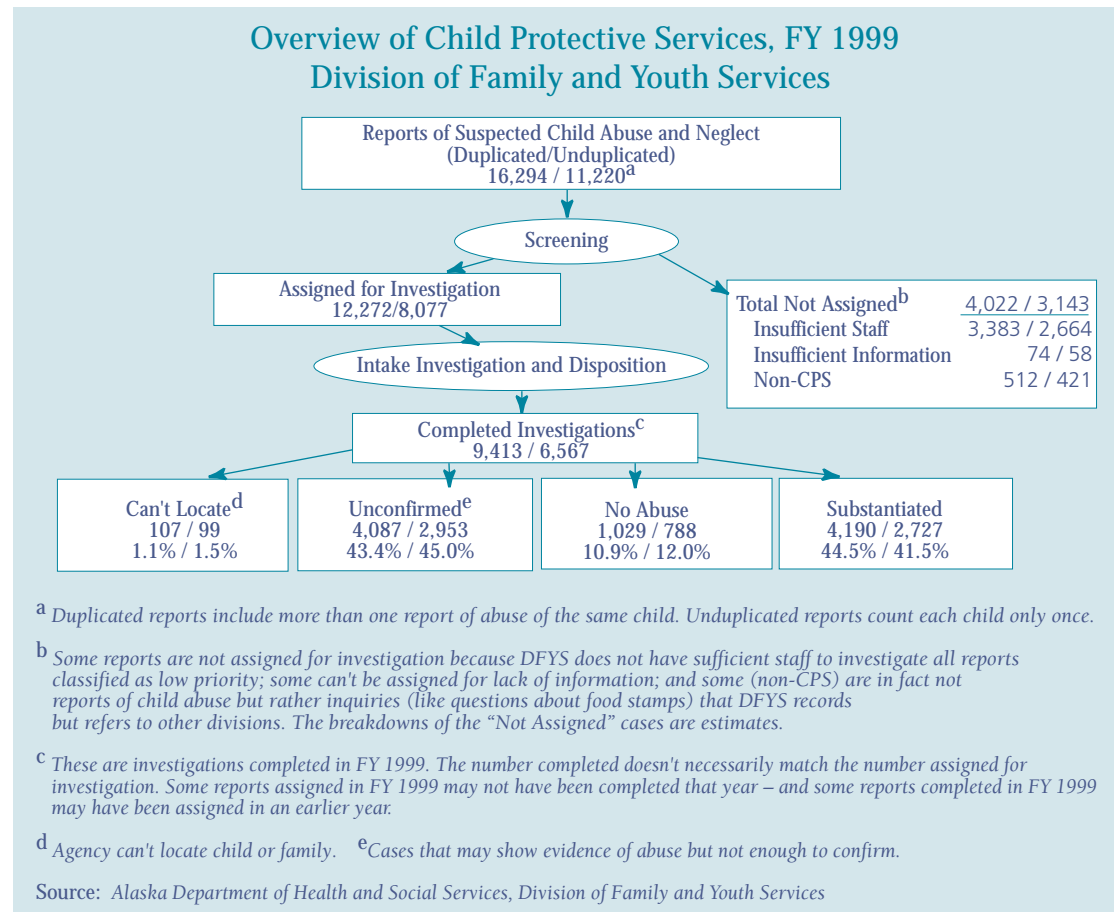 Overview of Child Protective Services, FY 1999
Division of Family and Youth Services
Reports of Suspected Child Abuse and Neglect
(Duplicated/Unduplicated)
16,294 / 11,220a
Screening
Assigned for Investigation
12,272/8,077
Total Not Assignedb 4,022 / 3,143
Insufficient Staff 3,383 / 2,664
Insufficient Information 74 / 58
Non-CPS 512 / 421
Intake Investigation and Disposition
Completed Investigationsc
9,413 / 6,567
Can't Located
107 / 99
1.1% / 1.5%
Unconfirmede
4,087 / 2,953
43.4% / 45.0%
No Abuse
1,029 / 788
10.9% / 12.0%
Substantiated
4,190 / 2,727
44.5% / 41.5%
a Duplicated reports include more than one report of abuse of the same child. Unduplicated reports count each child only once.
b Some reports are not assigned for investigation because DFYS does not have sufficient staff to investigate all reports
classified as low priority; some can't be assigned for lack of information; and some (non-CPS) are in fact not
reports of child abuse but rather inquiries (like questions about food stamps) that DFYS records
but refers to other divisions. The breakdowns of the “Not Assigned” cases are estimates.
c These are investigations completed in FY 1999. The number completed doesn't necessarily match the number assigned for
investigation. Some reports assigned in FY 1999 may not have been completed that year – and some reports completed in FY 1999
may have been assigned in an earlier year.
d Agency can't locate child or family. eCases that may show evidence of abuse but not enough to confirm.
Source: Alaska Department of Health and Social Services, Division of Family and Youth Services